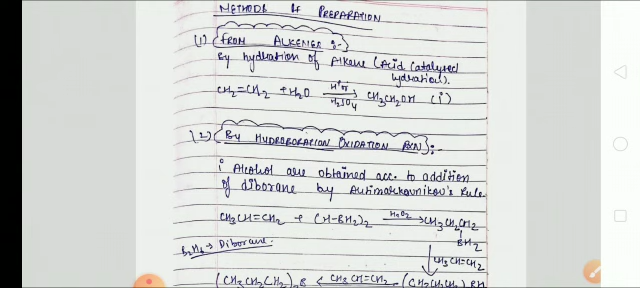 METHODS OF PREPARATION
(1) FROM ALKENES :-
By hydration of Alkene (Acid Catalysed
hydration).
CH₂=CH₂ + H₂O H⁺ or H₂SO₄ → CH₃CH₂OH (i)
(2) By HYDROBORATION OXIDATION RXN :-
i Alcohol are obtained acc. to addition
of diborane by Antimarkovnikov's Rule.
CH₃CH=CH₂ + (H-BH₂)₂ H₂O₂ → CH₃CH₂CH₂
BH₂
B₂H₆ → Diborane.
↓ CH₃CH=CH₂
(CH₃CH₂CH₂)₃B ← CH₃CH=CH₂ (CH₃CH₂CH₂)₂BH